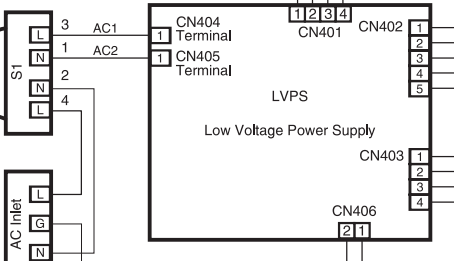 3
L
AC1
CN404
1
Terminal
1
N
AC2
CN405
1
Terminal
S1
2
N
4
L
1 2 3 4
CN401
CN402
1
2
3
4
5
LVPS
Low Voltage Power Supply
CN403
1
2
3
4
CN406
2 1
AC Inlet
L
G
N